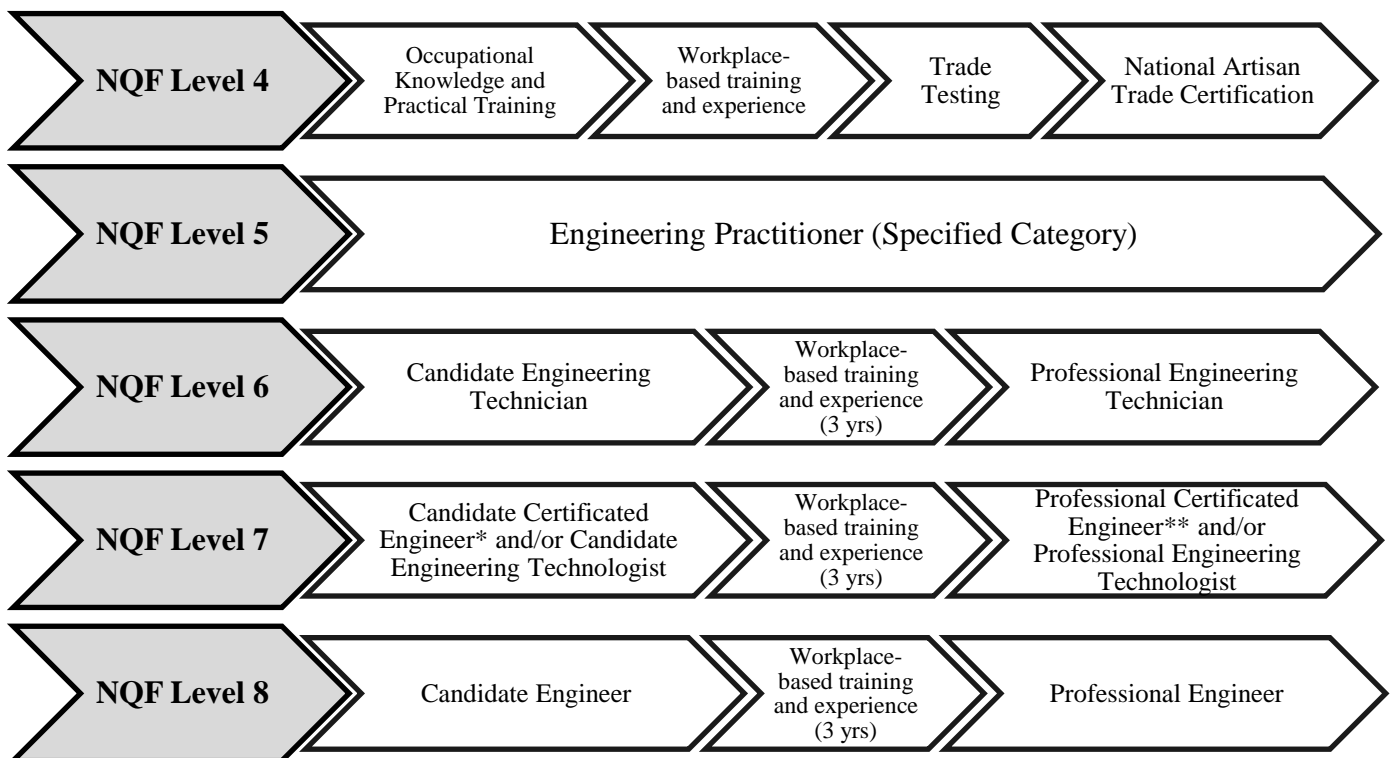 NQF Level 4
Occupational
Knowledge and
Practical Training
Workplace-
based training
and experience
Trade
Testing
National Artisan
Trade Certification
NQF Level 5
Engineering Practitioner (Specified Category)
NQF Level 6
Candidate Engineering
Technician
Workplace-
based training
and experience
(3 yrs)
Professional Engineering
Technician
NQF Level 7
Candidate Certificated
Engineer* and/or Candidate
Engineering Technologist
Workplace-
based training
and experience
(3 yrs)
Professional Certificated
Engineer** and/or
Professional Engineering
Technologist
NQF Level 8
Candidate Engineer
Workplace-
based training
and experience
(3 yrs)
Professional Engineer